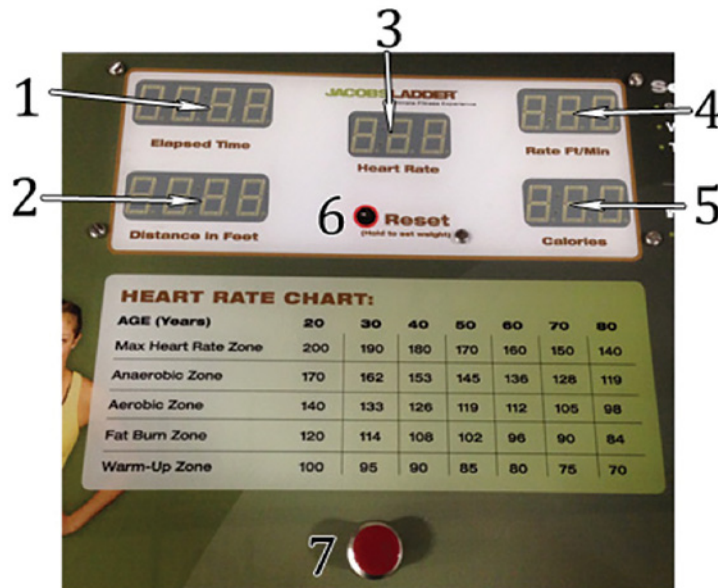 3
1
JACOBS LADDER
Elapsed Time
Heart Rate
4
Rate Ft/Min
2
Distance in Feet
6
Reset
(Hold to set weight)
5
Calories
HEART RATE CHART:
AGE (Years) 20 30 40 50 60 70 80
Max Heart Rate Zone 200 190 180 170 160 150 140
Anaerobic Zone 170 162 153 145 136 128 119
Aerobic Zone 140 133 126 119 112 105 98
Fat Burn Zone 120 114 108 102 96 90 84
Warm-Up Zone 100 95 90 85 80 75 70
7